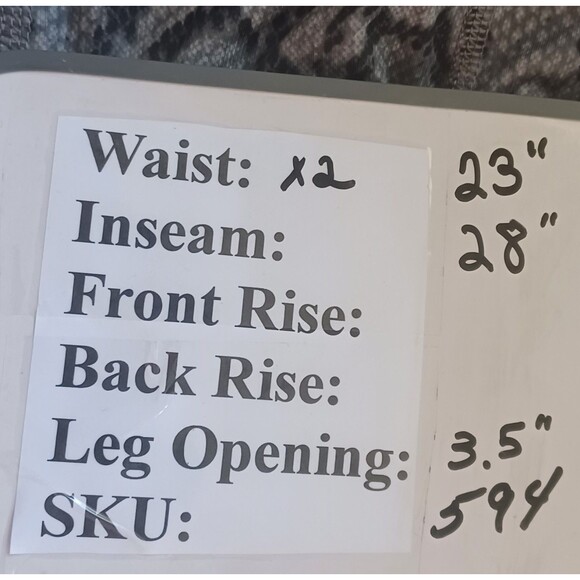 Waist: x2 23"
Inseam: 28"
Front Rise:
Back Rise:
Leg Opening: 3.5"
SKU: 594